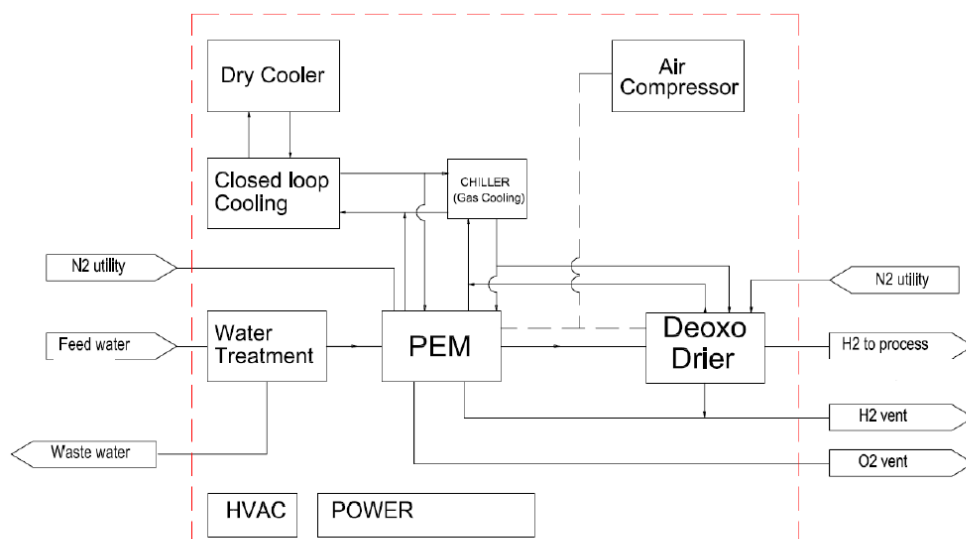 Dry Cooler
Air
Compressor
Closed loop
Cooling
CHILLER
(Gas Cooling)
N2 utility
N2 utility
Feed water
Water
Treatment
PEM
Deoxo
Drier
H2 to process
H2 vent
Waste water
O2 vent
HVAC
POWER